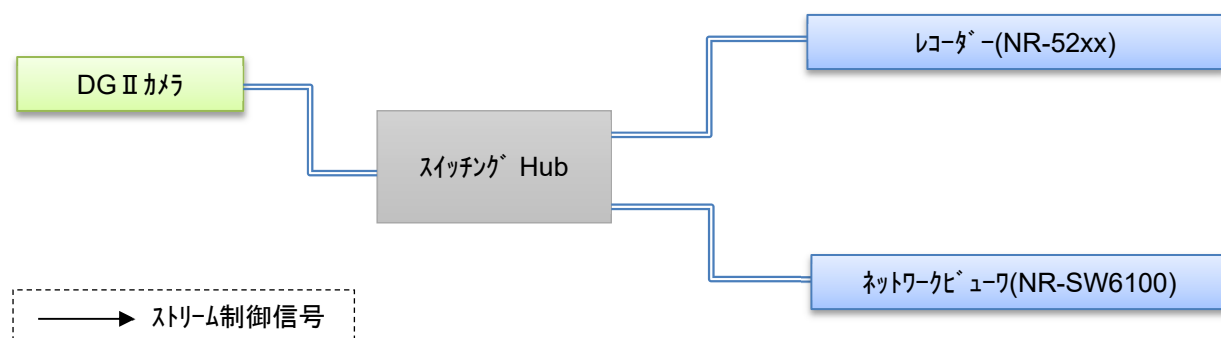 ﾚｺｰﾀﾞｰ(NR-52xx)
DGⅡｶﾒﾗ
ｽｲｯﾁﾝｸﾞ Hub
ﾈｯﾄﾜｰｸﾋﾞｭｰﾜ(NR-SW6100)
ｽﾄﾘｰﾑ制御信号